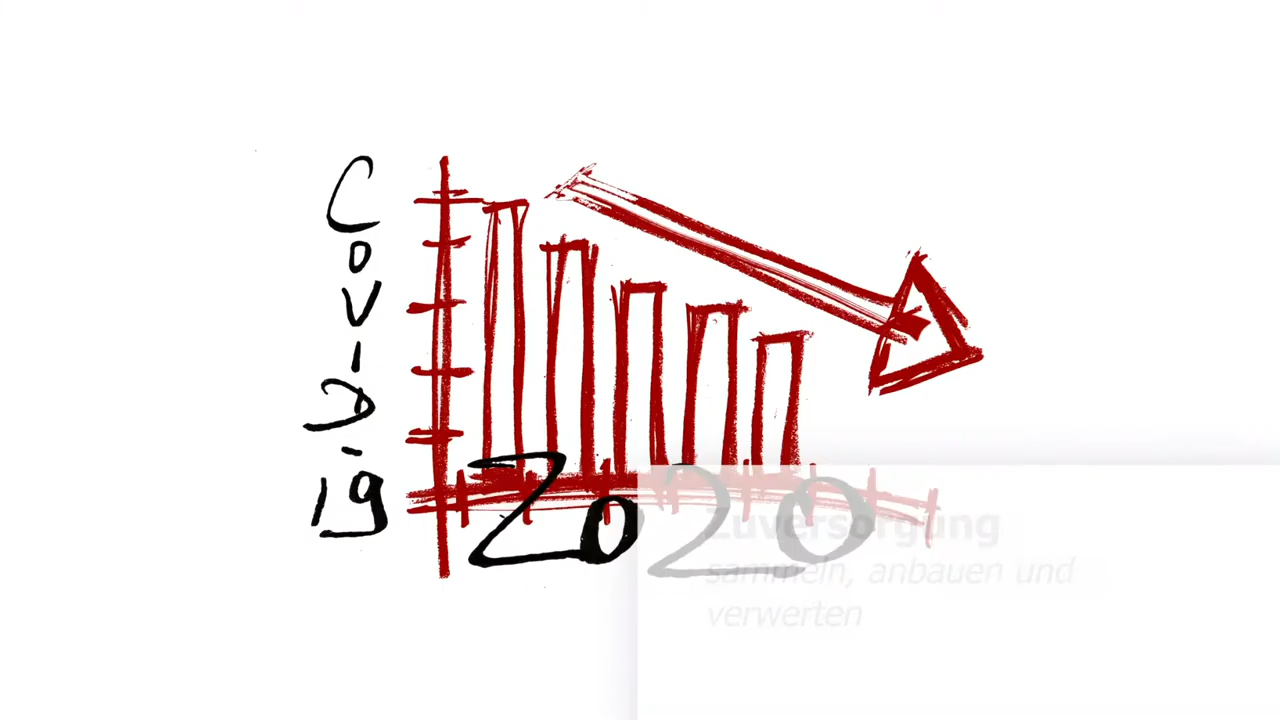 Covid-19
2020
Zuversorgung
sammeln, anbauen und
verwerten